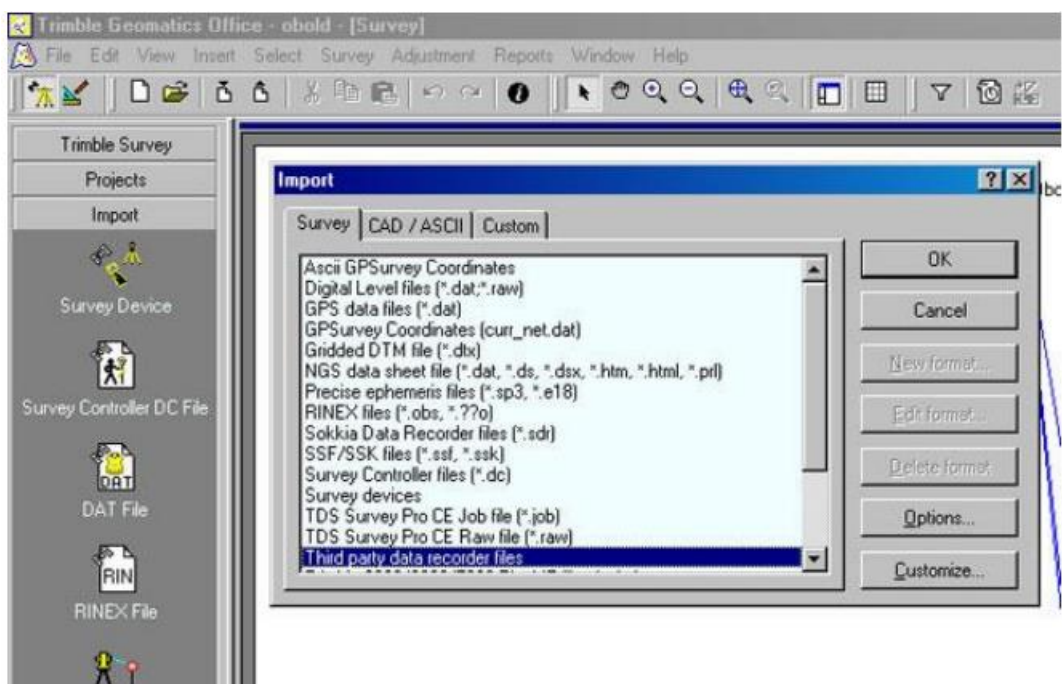 Trimble Geomatics Office - obold - [Survey]
File Edit View Insert Select Survey Adjustment Reports Window Help
Trimble Survey
Projects
Import
Survey Device
Survey Controller DC File
DAT
DAT File
RIN
RINEX File
Import
Survey
CAD / ASCII
Custom
Ascii GPSurvey Coordinates
Digital Level files (*.dat;*.raw)
GPS data files (*.dat)
GPSurvey Coordinates (curr_net.dat)
Gridded DTM file (*.dtx)
NGS data sheet file (*.dat, *.ds, *.dsx, *.htm, *.html, *.prl)
Precise ephemeris files (*.sp3, *.e18)
RINEX files (*.obs, *.??o)
Sokkia Data Recorder files (*.sdr)
SSF/SSK files (*.ssf, *.ssk)
Survey Controller files (*.dc)
Survey devices
TDS Survey Pro CE Job file (*.job)
TDS Survey Pro CE Raw file (*.raw)
Third party data recorder files
OK
Cancel
New format...
Edit format...
Delete format
Options...
Customize...